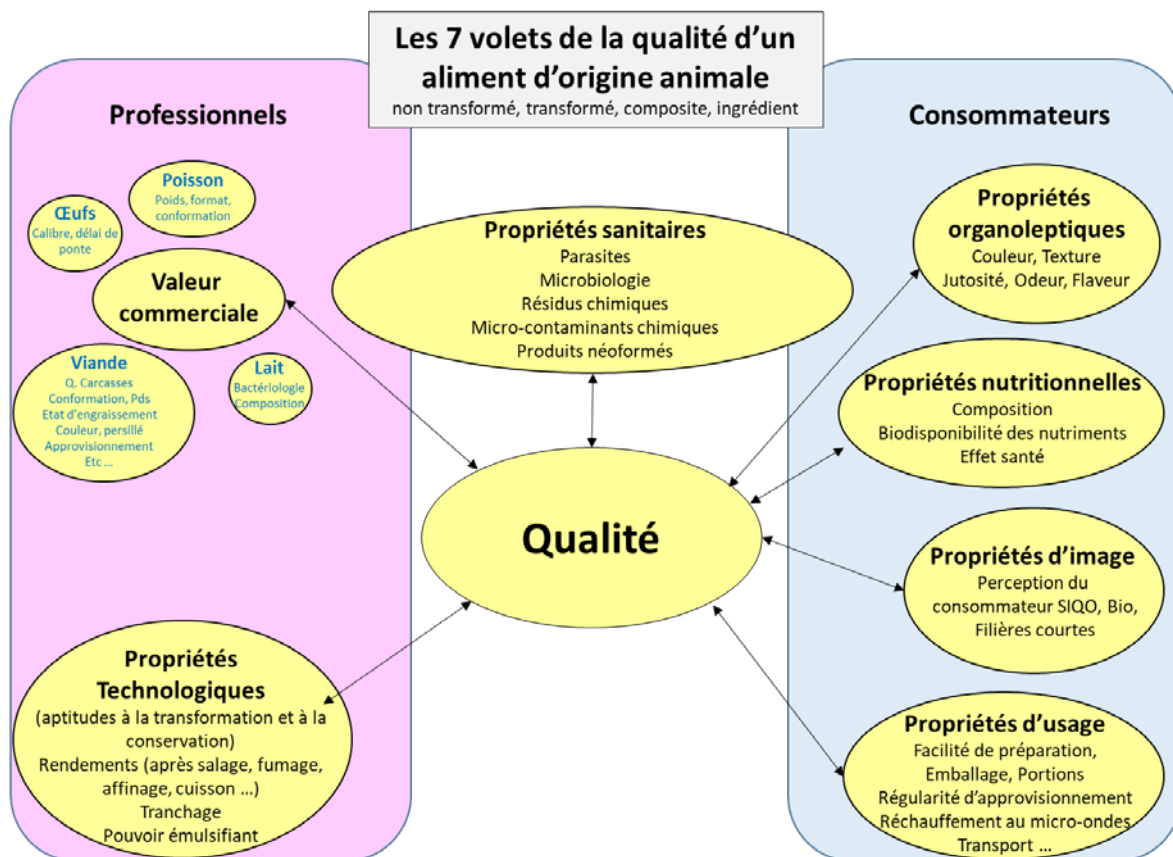 Les 7 volets de la qualité d’un
aliment d’origine animale
non transformé, transformé, composite, ingrédient
Professionnels
Poisson
Poids, format,
conformation
Œufs
Calibre, délai de
ponte
Valeur
commerciale
Viande
Q. Carcasses
Conformation, Pds
Etat d’engraissement
Couleur, persillé
Approvisionnement
Etc ...
Lait
Bactériologie
Composition
Propriétés
Technologiques
(aptitudes à la transformation et à la
conservation)
Rendements (après salage, fumage,
affinage, cuisson ...)
Tranchage
Pouvoir émulsifiant
Propriétés sanitaires
Parasites
Microbiologie
Résidus chimiques
Micro-contaminants chimiques
Produits néoformés
Qualité
Consommateurs
Propriétés
organoleptiques
Couleur, Texture
Jutosité, Odeur, Flaveur
Propriétés nutritionnelles
Composition
Biodisponibilité des nutriments
Effet santé
Propriétés d’image
Perception du
consommateur SIQO, Bio,
Filières courtes
Propriétés d’usage
Facilité de préparation,
Emballage, Portions
Régularité d’approvisionnement
Réchauffement au micro-ondes
Transport ...